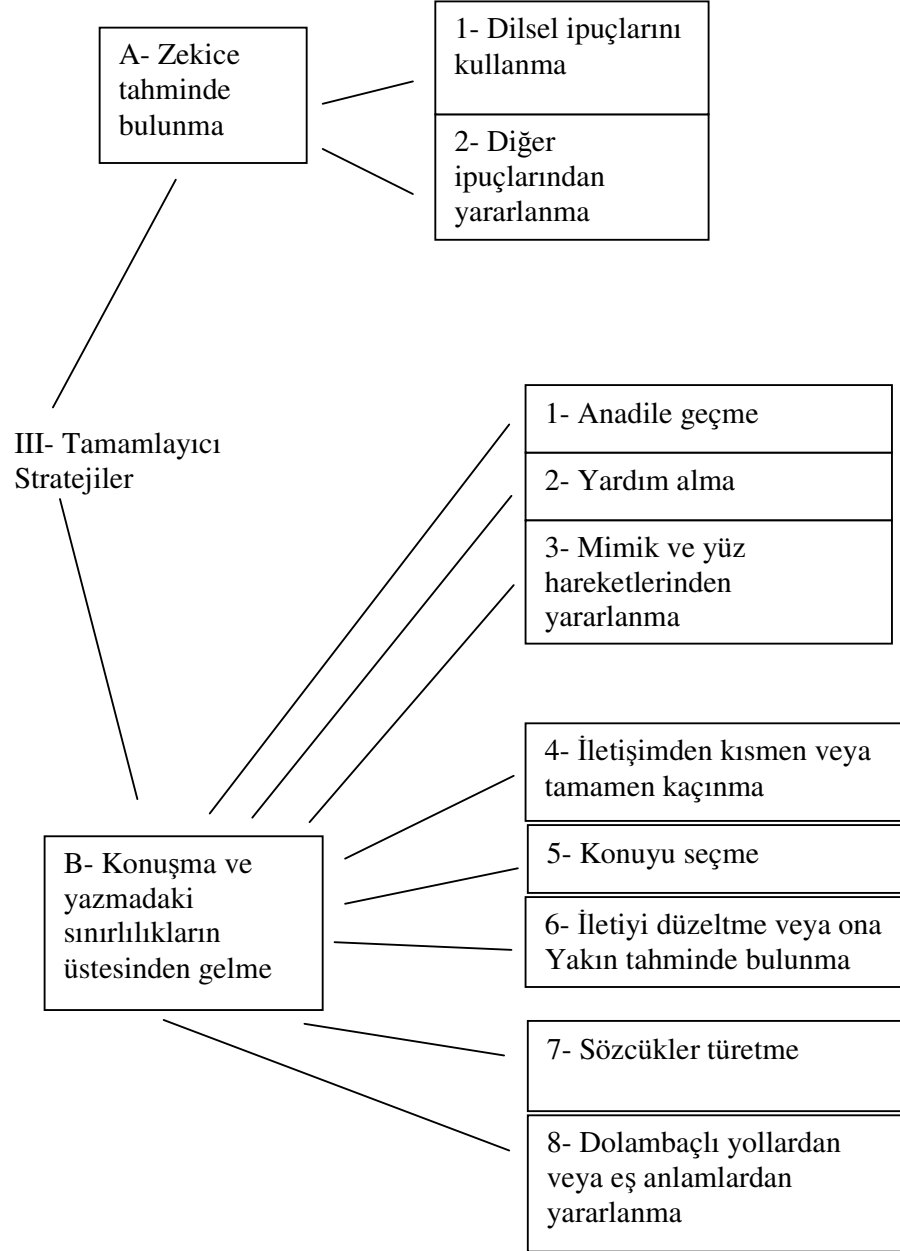 A- Zekice
tahminde
bulunma
1- Dilsel ipuçlarını
kullanma
2- Diğer
ipuçlarından
yararlanma
III- Tamamlayıcı
Stratejiler
1- Anadile geçme
2- Yardım alma
3- Mimik ve yüz
hareketlerinden
yararlanma
B- Konuşma ve
yazmadaki
sınırlılıkların
üstesinden gelme
4- İletişimden kısmen veya
tamamen kaçınma
5- Konuyu seçme
6- İletiyi düzeltme veya ona
Yakın tahminde bulunma
7- Sözcükler türetme
8- Dolambaçlı yollardan
veya eş anlamlardan
yararlanma